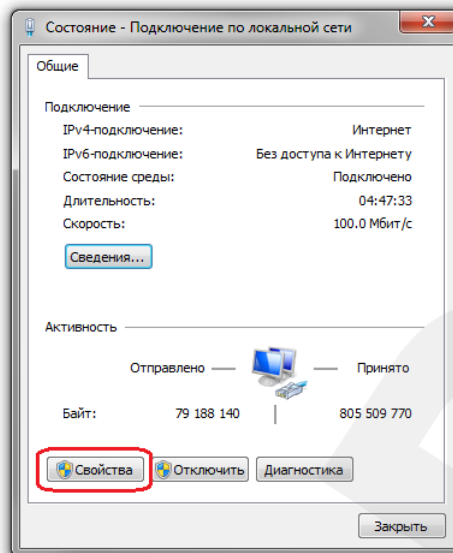 Состояние - Подключение по локальной сети
Общие
Подключение
IPv4-подключение: Интернет
IPv6-подключение: Без доступа к Интернету
Состояние среды: Подключено
Длительность: 04:47:33
Скорость: 100.0 Мбит/с
Сведения...
Активность
Отправлено — — Принято
Байт: 79 188 140 | 805 509 770
Свойства Отключить Диагностика
Закрыть